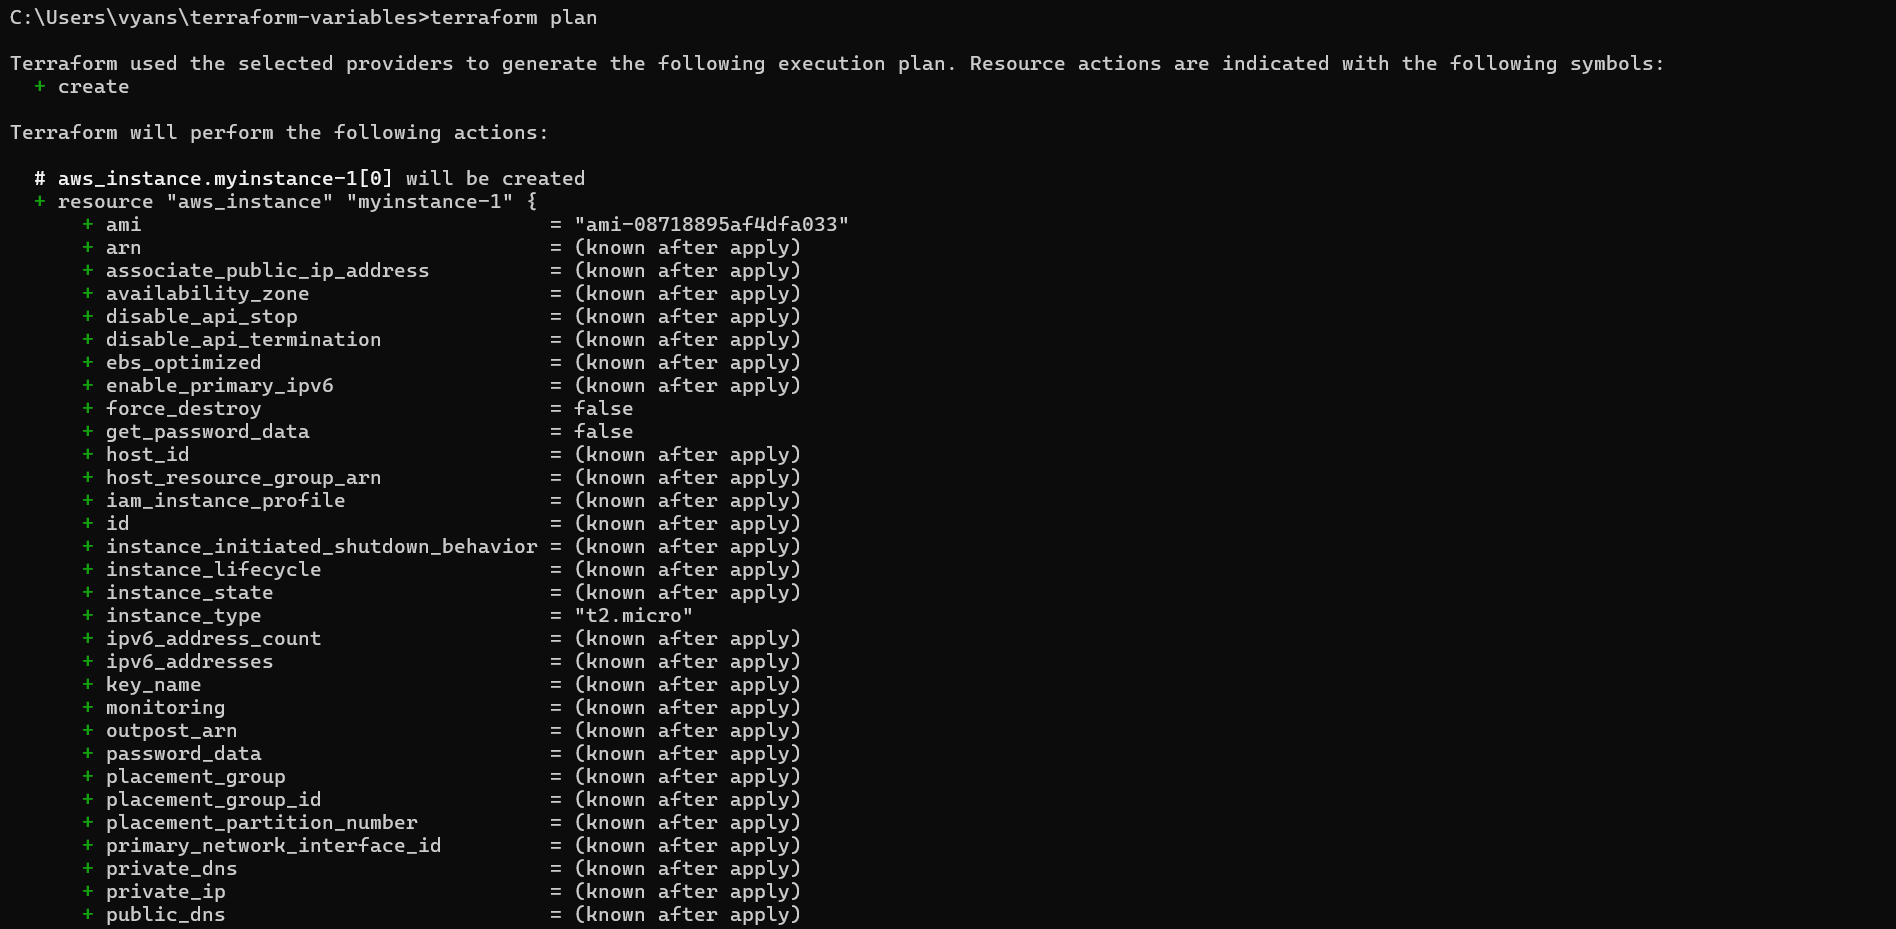 C:\Users\vyans\terraform-variables>terraform plan
Terraform used the selected providers to generate the following execution plan. Resource actions are indicated with the following symbols:
+ create
Terraform will perform the following actions:
# aws_instance.myinstance-1[0] will be created
+ resource "aws_instance" "myinstance-1" {
+ ami = "ami-08718895af4dfa033"
+ arn = (known after apply)
+ associate_public_ip_address = (known after apply)
+ availability_zone = (known after apply)
+ disable_api_stop = (known after apply)
+ disable_api_termination = (known after apply)
+ ebs_optimized = (known after apply)
+ enable_primary_ipv6 = (known after apply)
+ force_destroy = false
+ get_password_data = false
+ host_id = (known after apply)
+ host_resource_group_arn = (known after apply)
+ iam_instance_profile = (known after apply)
+ id = (known after apply)
+ instance_initiated_shutdown_behavior = (known after apply)
+ instance_lifecycle = (known after apply)
+ instance_state = (known after apply)
+ instance_type = "t2.micro"
+ ipv6_address_count = (known after apply)
+ ipv6_addresses = (known after apply)
+ key_name = (known after apply)
+ monitoring = (known after apply)
+ outpost_arn = (known after apply)
+ password_data = (known after apply)
+ placement_group = (known after apply)
+ placement_group_id = (known after apply)
+ placement_partition_number = (known after apply)
+ primary_network_interface_id = (known after apply)
+ private_dns = (known after apply)
+ private_ip = (known after apply)
+ public_dns = (known after apply)